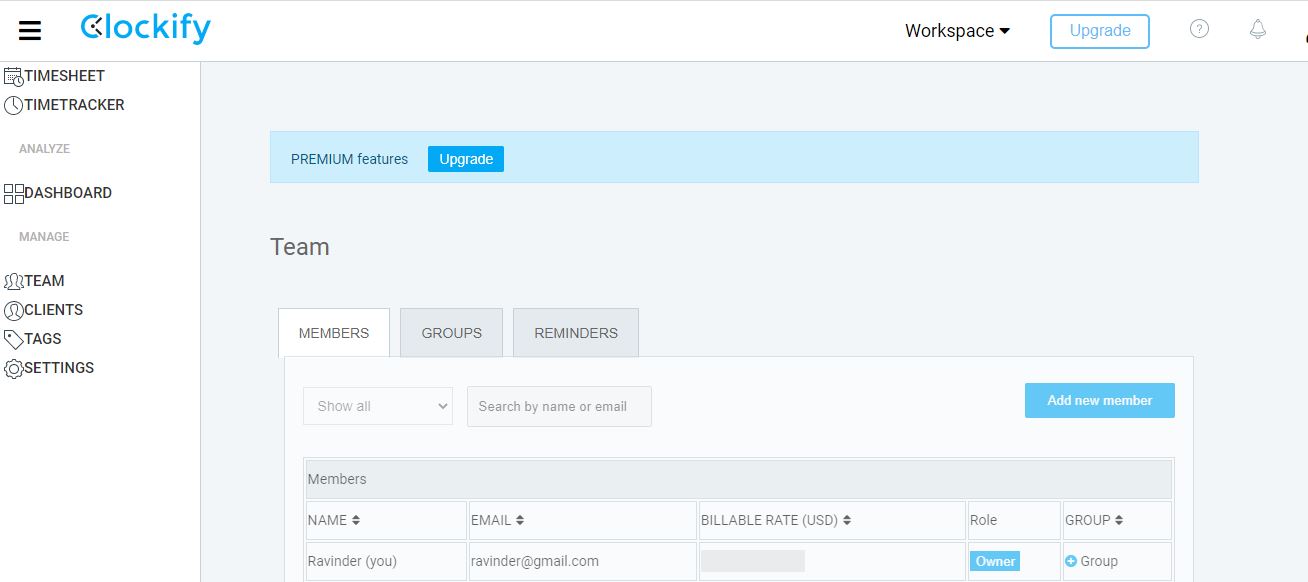 Clockify
Workspace
Upgrade
?
TIMESHEET
TIMETRACKER
ANALYZE
DASHBOARD
MANAGE
TEAM
CLIENTS
TAGS
SETTINGS
PREMIUM features Upgrade
Team
MEMBERS GROUPS REMINDERS
Show all Search by name or email Add new member
Members
NAME EMAIL BILLABLE RATE (USD) Role GROUP
Ravinder (you) ravinder@gmail.com Owner Group